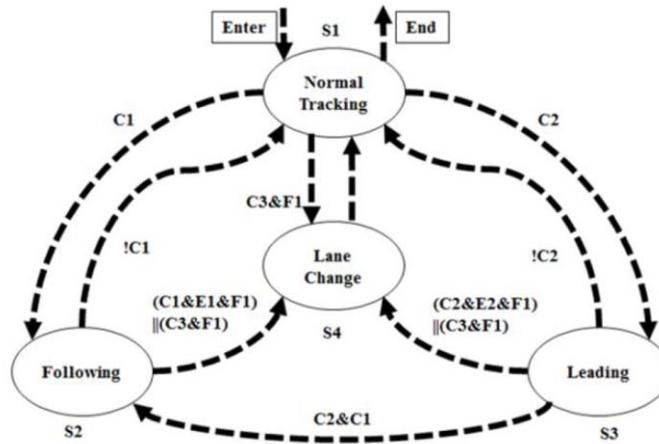 Enter
S1
End
Normal
Tracking
C1
C2
C3&F1
!C1
!C2
Lane
Change
(C1&E1&F1)
||(C3&F1)
(C2&E2&F1)
||(C3&F1)
S4
Following
Leading
C2&C1
S2
S3